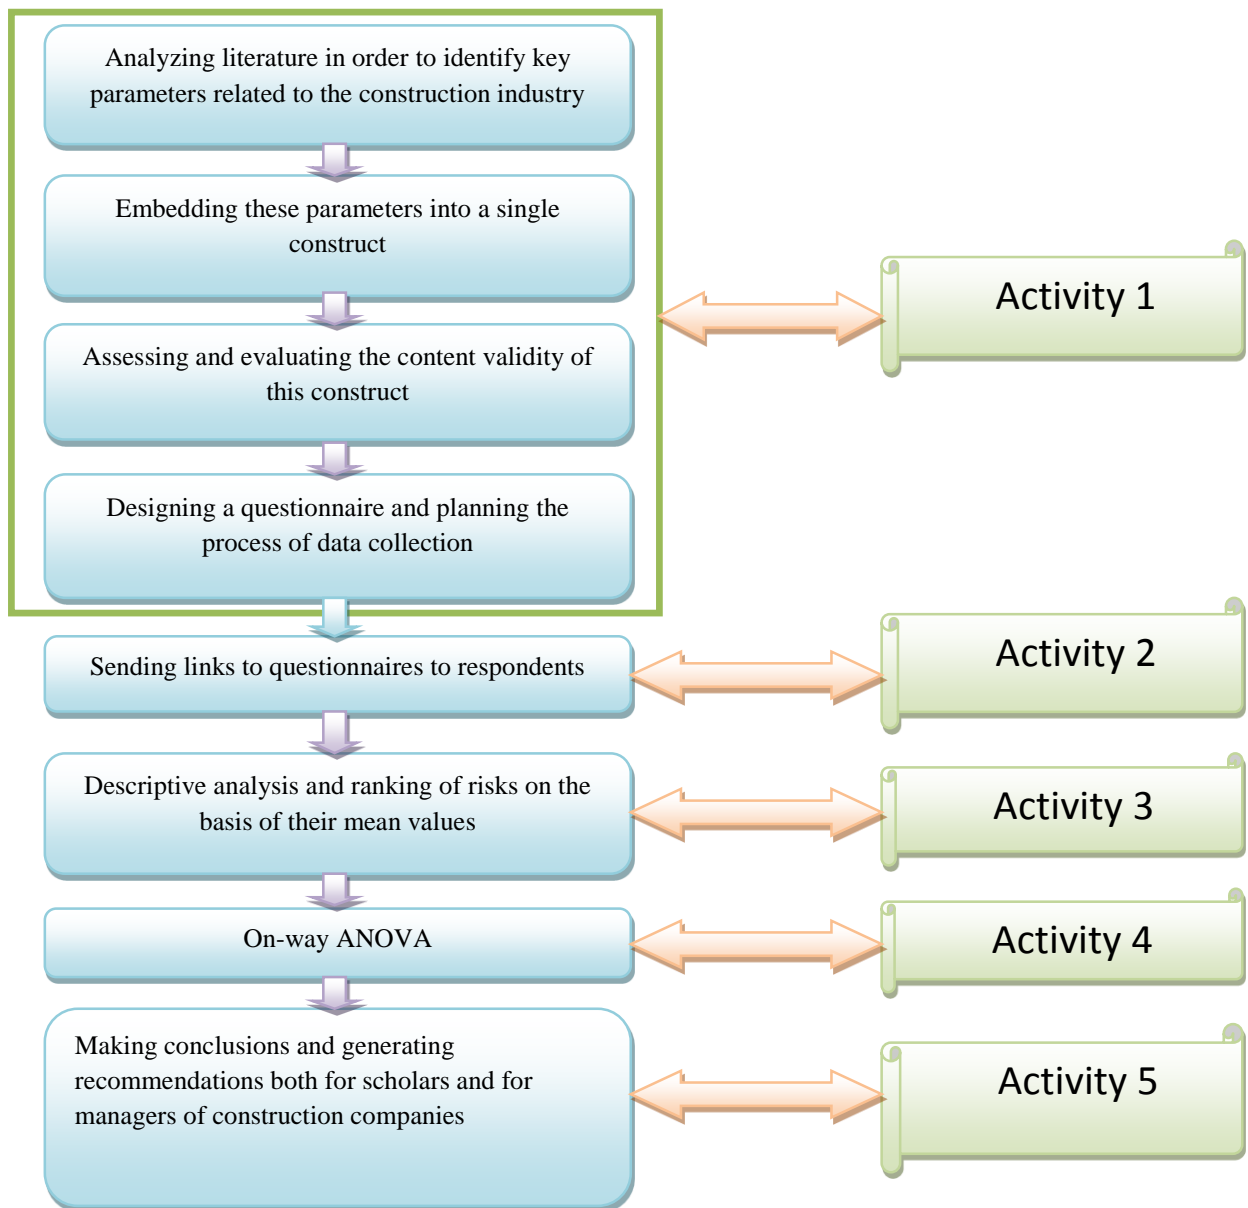 Analyzing literature in order to identify key
parameters related to the construction industry
Embedding these parameters into a single
construct
Assessing and evaluating the content validity of
this construct
Designing a questionnaire and planning the
process of data collection
Activity 1
Sending links to questionnaires to respondents
Activity 2
Descriptive analysis and ranking of risks on the
basis of their mean values
Activity 3
On-way ANOVA
Activity 4
Making conclusions and generating
recommendations both for scholars and for
managers of construction companies
Activity 5